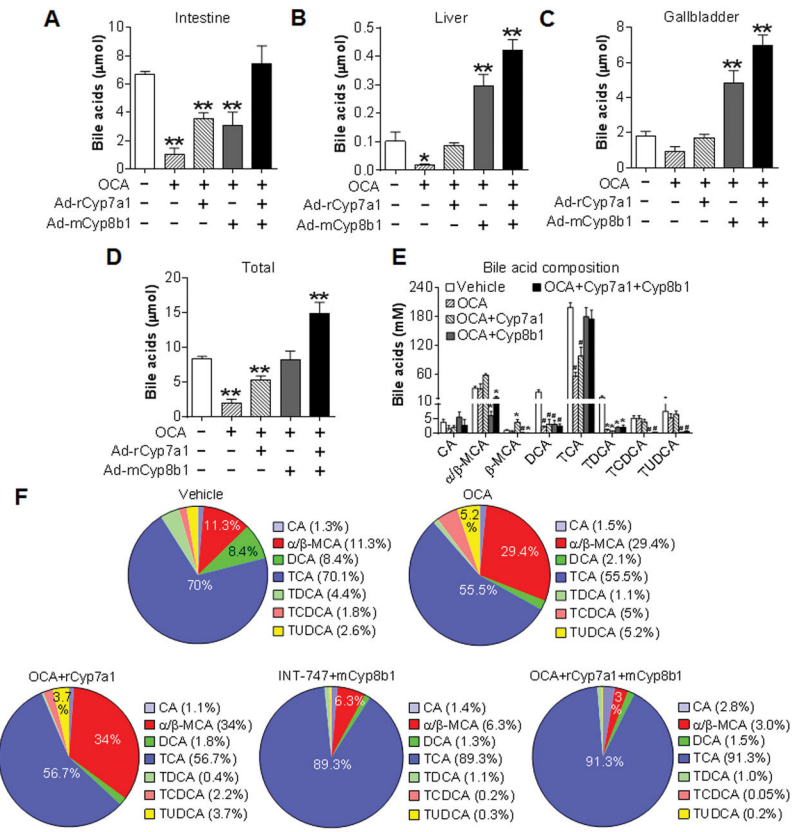 A
Intestine
Bile acids (µmol)
10
8
6
4
2
0
**
**
**
OCA − + + + +
Ad-rCyp7a1 − − + − +
Ad-mCyp8b1 − − − + +
B
Liver
Bile acids (µmol)
0.5
0.4
0.3
0.2
0.1
0.0
*
**
**
OCA − + + + +
Ad-rCyp7a1 − − + − +
Ad-mCyp8b1 − − − + +
C
Gallbladder
Bile acids (µmol)
8
6
4
2
0
**
**
OCA − + + + +
Ad-rCyp7a1 − − + − +
Ad-mCyp8b1 − − − + +
D
Total
Bile acids (µmol)
20
15
10
5
0
**
**
**
OCA − + + + +
Ad-rCyp7a1 − − + − +
Ad-mCyp8b1 − − − + +
E
Bile acid composition
Vehicle
OCA
OCA+Cyp7a1
OCA+Cyp8b1
OCA+Cyp7a1+Cyp8b1
Bile acids (mM)
240
180
120
60
10
5
0
CA
α/β-MCA
β-MCA
DCA
TCA
TDCA
TCDCA
TUDCA
F
Vehicle
11.3%
8.4%
70%
CA (1.3%)
α/β-MCA (11.3%)
DCA (8.4%)
TCA (70.1%)
TDCA (4.4%)
TCDCA (1.8%)
TUDCA (2.6%)
OCA
5.2
%
29.4%
55.5%
CA (1.5%)
α/β-MCA (29.4%)
DCA (2.1%)
TCA (55.5%)
TDCA (1.1%)
TCDCA (5%)
TUDCA (5.2%)
OCA+rCyp7a1
3.7
%
34%
56.7%
CA (1.1%)
α/β-MCA (34%)
DCA (1.8%)
TCA (56.7%)
TDCA (0.4%)
TCDCA (2.2%)
TUDCA (3.7%)
INT-747+mCyp8b1
6.3%
89.3%
CA (1.4%)
α/β-MCA (6.3%)
DCA (1.3%)
TCA (89.3%)
TDCA (1.1%)
TCDCA (0.2%)
TUDCA (0.3%)
OCA+rCyp7a1+mCyp8b1
3
%
91.3%
CA (2.8%)
α/β-MCA (3.0%)
DCA (1.5%)
TCA (91.3%)
TDCA (1.0%)
TCDCA (0.05%)
TUDCA (0.2%)